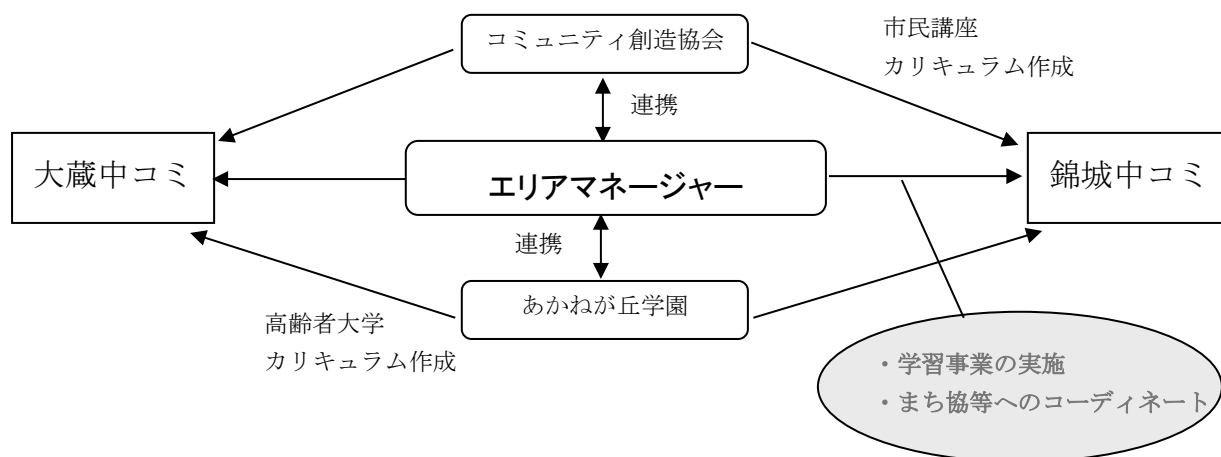 コミュニティ創造協会
市民講座
カリキュラム作成
連携
大蔵中コミ
エリアマネージャー
錦城中コミ
連携
あかねが丘学園
高齢者大学
カリキュラム作成
・学習事業の実施
・まち協等へのコーディネート